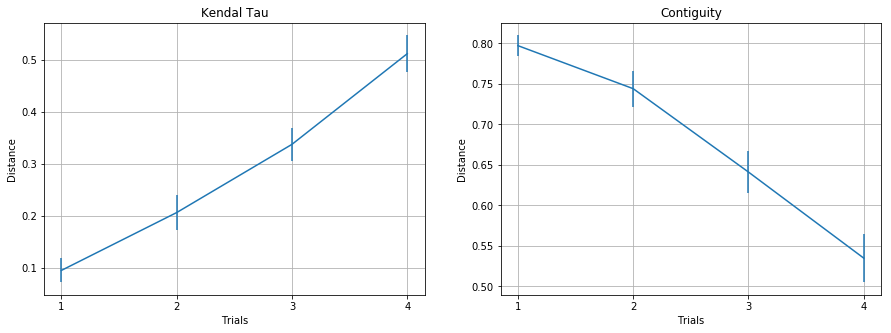 Kendal Tau
Distance
0.5
0.4
0.3
0.2
0.1
1 2 3 4
Trials
Contiguity
Distance
0.80
0.75
0.70
0.65
0.60
0.55
0.50
1 2 3 4
Trials